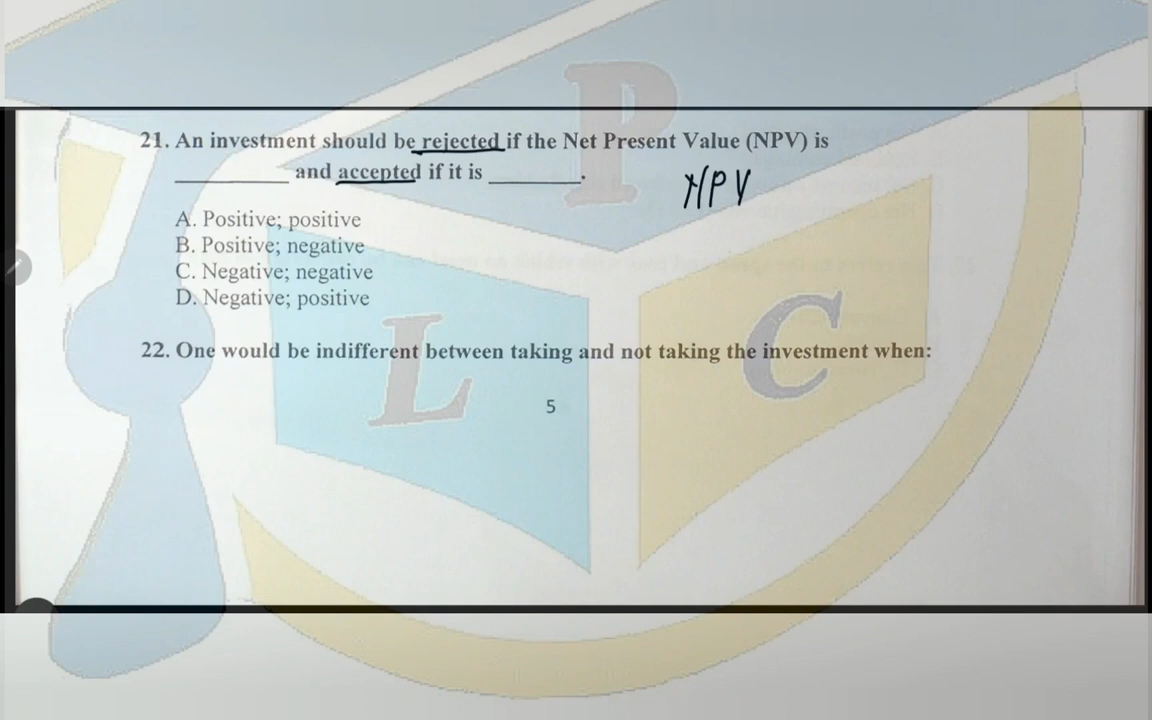 P
21. An investment should be rejected if the Net Present Value (NPV) is
__________ and accepted if it is ________.
NPV
A. Positive; positive
B. Positive; negative
C. Negative; negative
D. Negative; positive
L
C
22. One would be indifferent between taking and not taking the investment when:
5